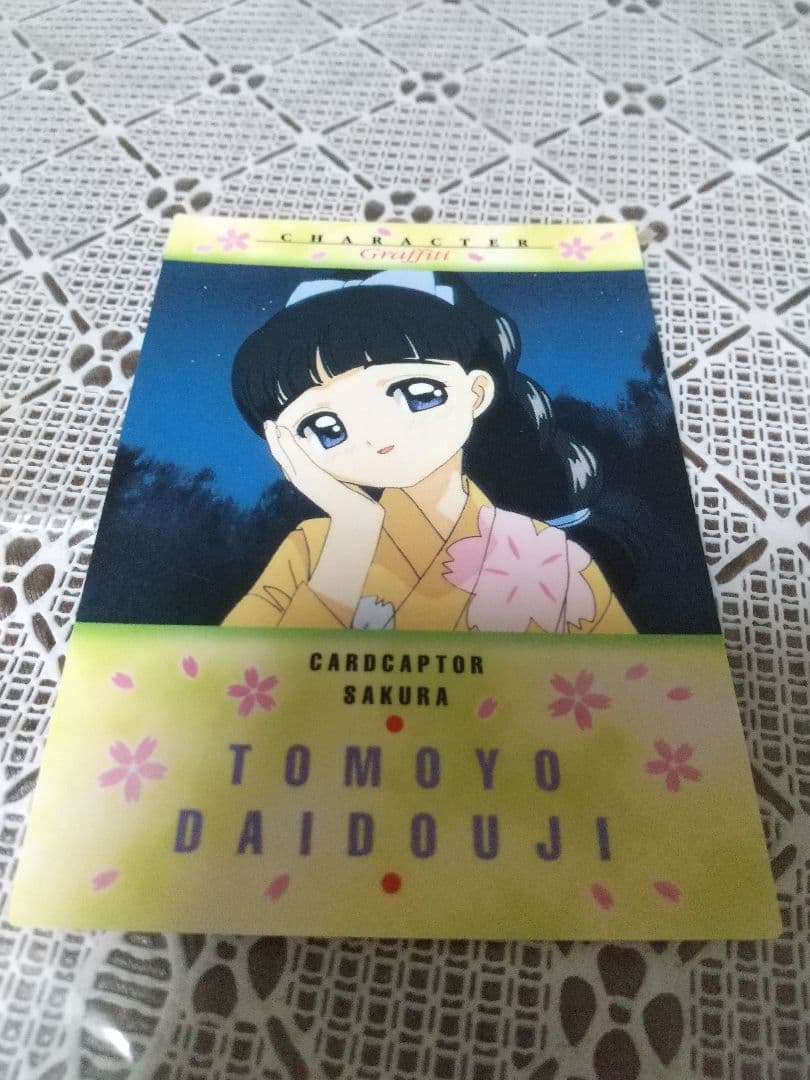 CHARACTER
Graffiti
CARDCAPTOR
SAKURA
TOMOYO
DAIDOUJI